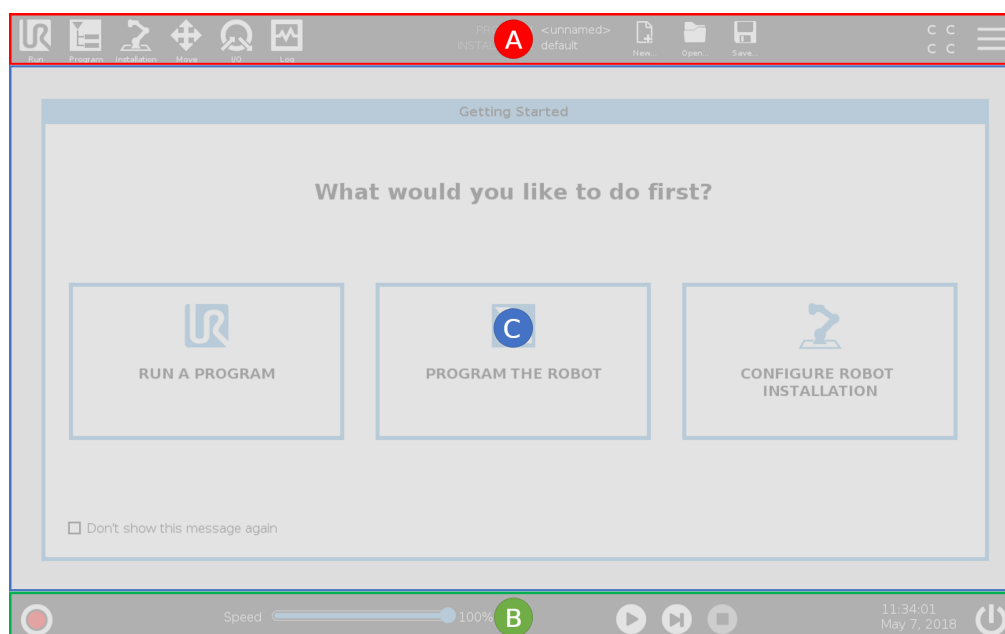 Run Program Installation Move I/O Log
<unnamed>
default
New... Open... Save...
C C
C C
A
Getting Started
What would you like to do first?
C
RUN A PROGRAM
PROGRAM THE ROBOT
CONFIGURE ROBOT
INSTALLATION
Don't show this message again
Speed
100%
B
11:34:01
May 7, 2018